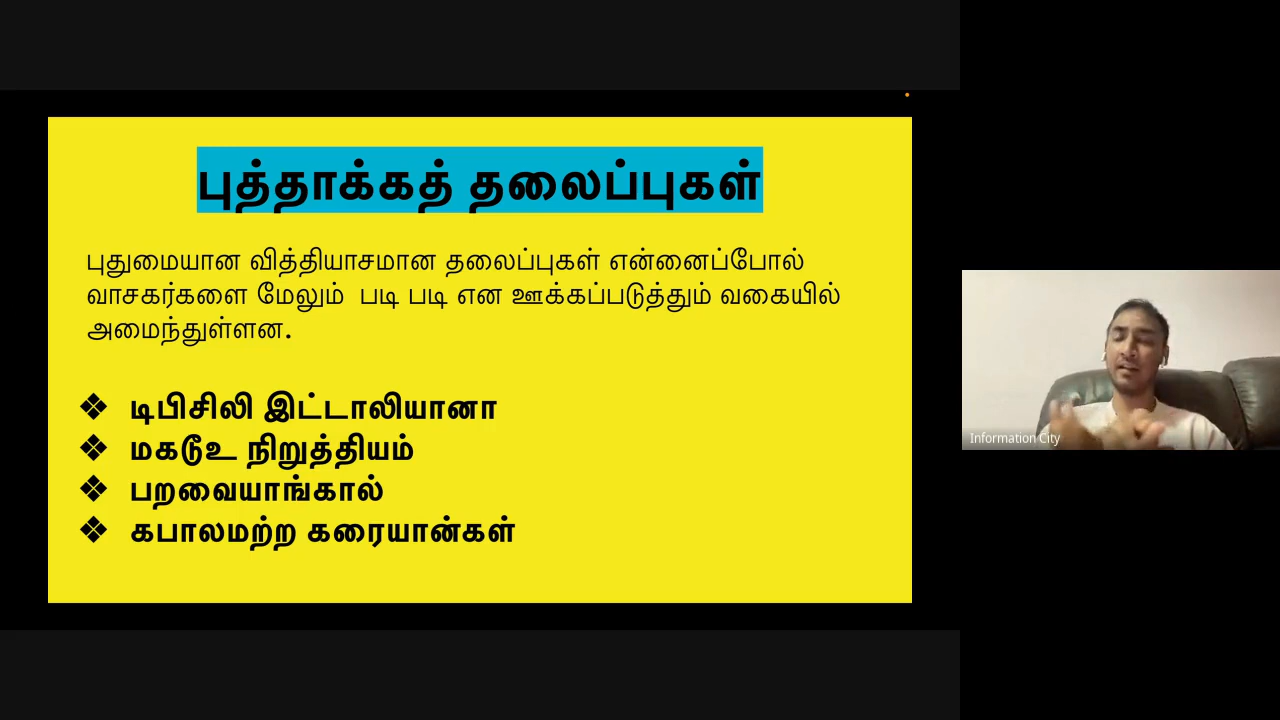 புத்தாக்கத் தலைப்புகள்
புதுமையான வித்தியாசமான தலைப்புகள் என்னைப்போல்
வாசகர்களை மேலும் படி படி என ஊக்கப்படுத்தும் வகையில்
அமைந்துள்ளன.
❖ டிபிசிலி இட்டாலியானா
❖ மகடூஉ நிறுத்தியம்
❖ பறவையாங்கால்
❖ கபாலமற்ற கரையான்கள்
Information City